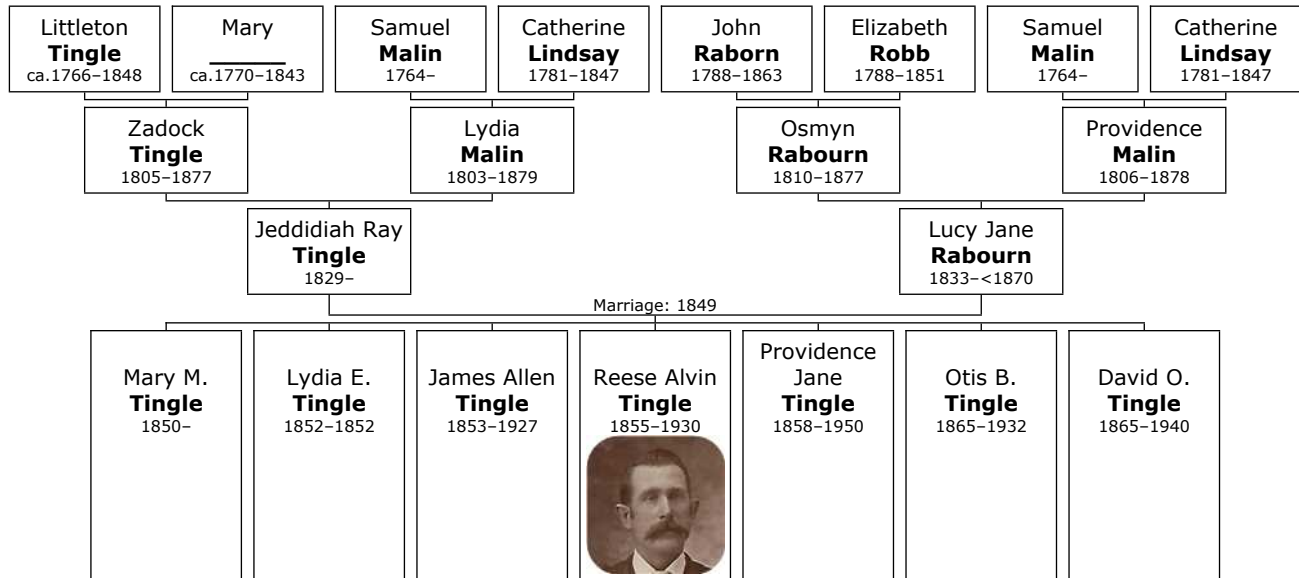 Littleton
Tingle
ca.1766–1848
Mary
______
ca.1770–1843
Samuel
Malin
1764–
Catherine
Lindsay
1781–1847
John
Raborn
1788–1863
Elizabeth
Robb
1788–1851
Samuel
Malin
1764–
Catherine
Lindsay
1781–1847
Zadock
Tingle
1805–1877
Lydia
Malin
1803–1879
Osmyn
Rabourn
1810–1877
Providence
Malin
1806–1878
Jeddidiah Ray
Tingle
1829–
Lucy Jane
Rabourn
1833–<1870
Marriage: 1849
Mary M.
Tingle
1850–
Lydia E.
Tingle
1852–1852
James Allen
Tingle
1853–1927
Reese Alvin
Tingle
1855–1930
Providence
Jane
Tingle
1858–1950
Otis B.
Tingle
1865–1932
David O.
Tingle
1865–1940